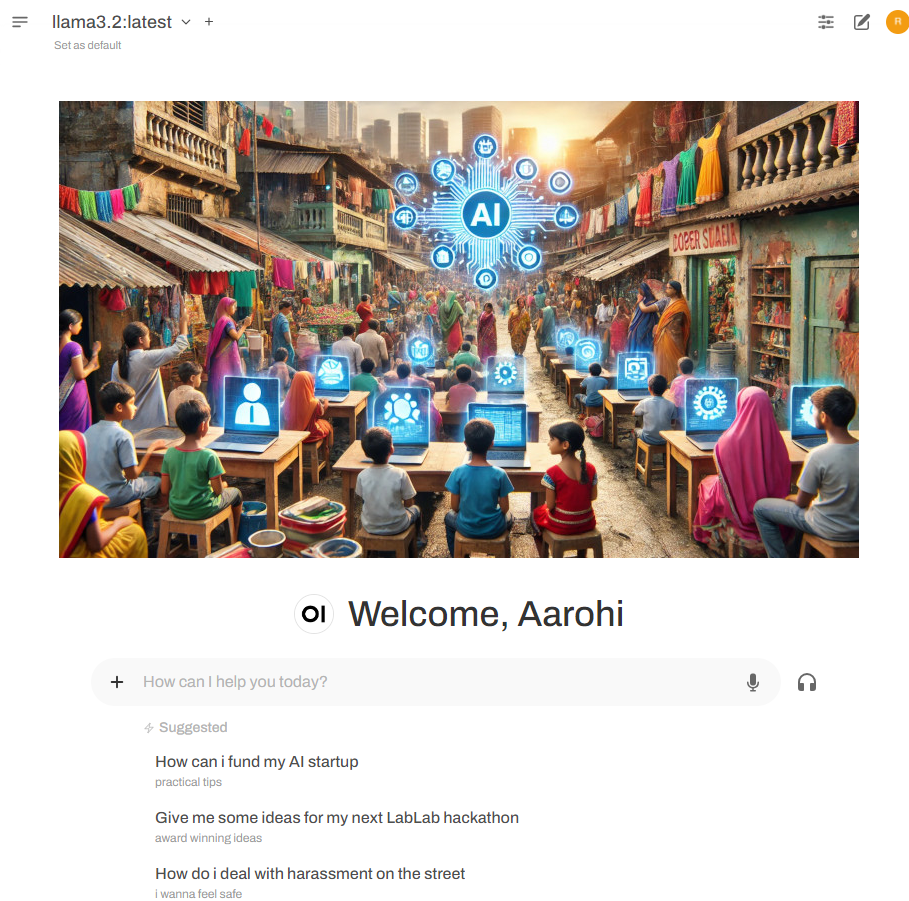 llama3.2:latest
Set as default
R
AI
OI
Welcome, Aarohi
How can I help you today?
Suggested
How can i fund my AI startup
practical tips
Give me some ideas for my next LabLab hackathon
award winning ideas
How do i deal with harassment on the street
i wanna feel safe